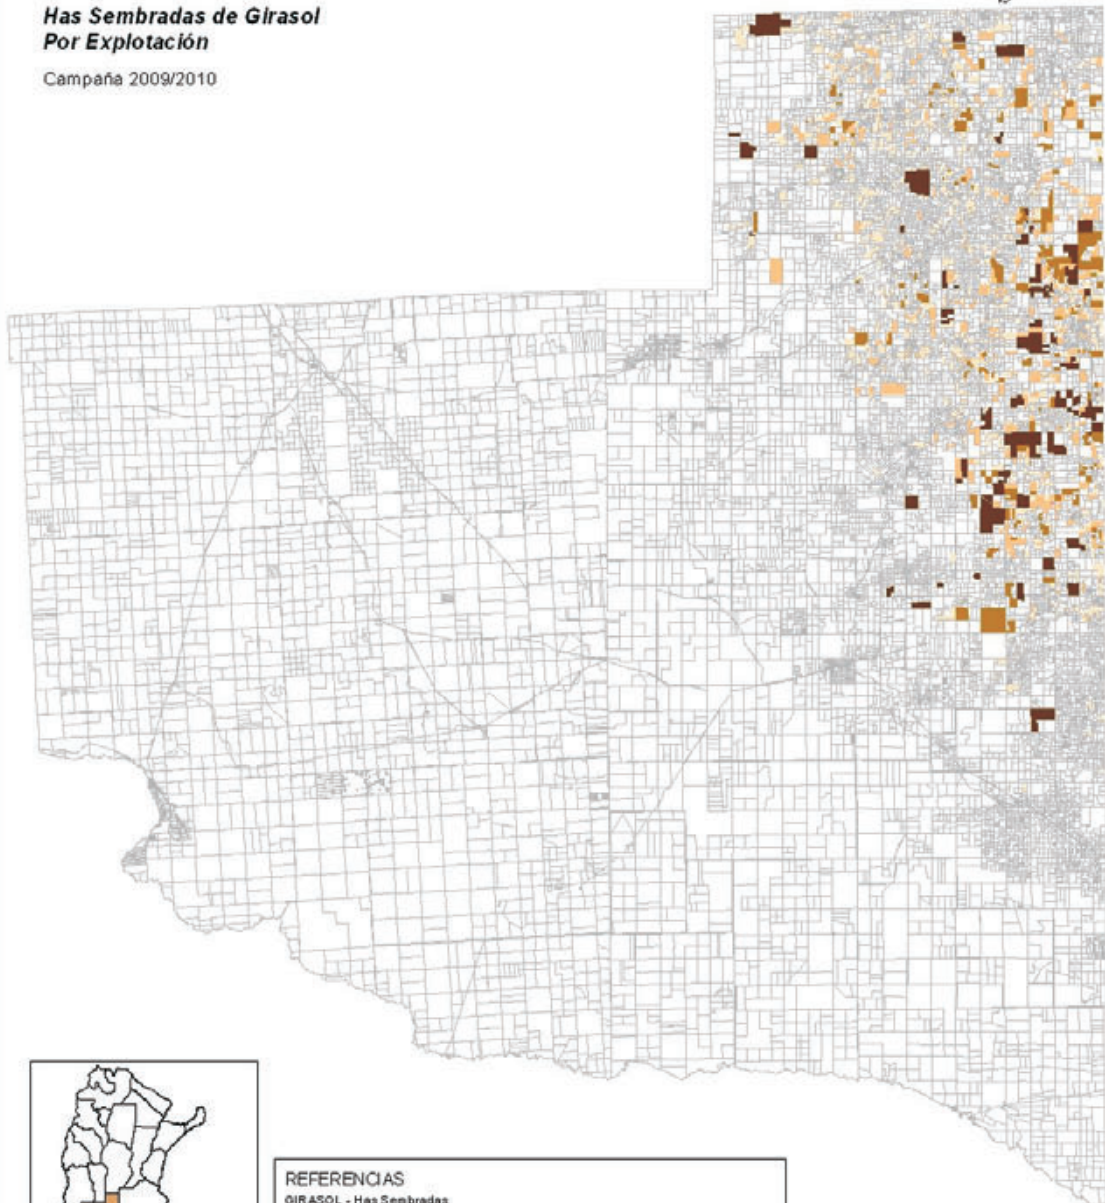 Has Sembradas de Girasol
Por Explotación
Campaña 2009/2010
REFERENCIAS
GIRASOL - Has Sembradas